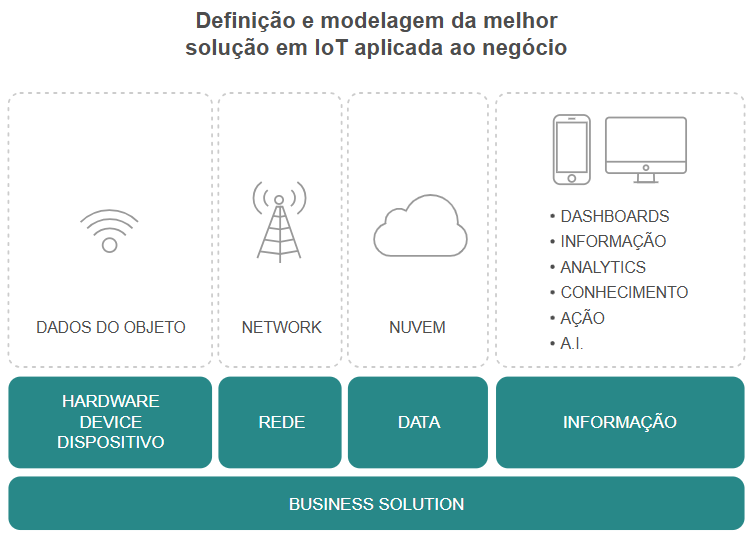 Definição e modelagem da melhor
solução em IoT aplicada ao negócio
DADOS DO OBJETO
NETWORK
NUVEM
• DASHBOARDS
• INFORMAÇÃO
• ANALYTICS
• CONHECIMENTO
• AÇÃO
• A.I.
HARDWARE
DEVICE
DISPOSITIVO
REDE
DATA
INFORMAÇÃO
BUSINESS SOLUTION